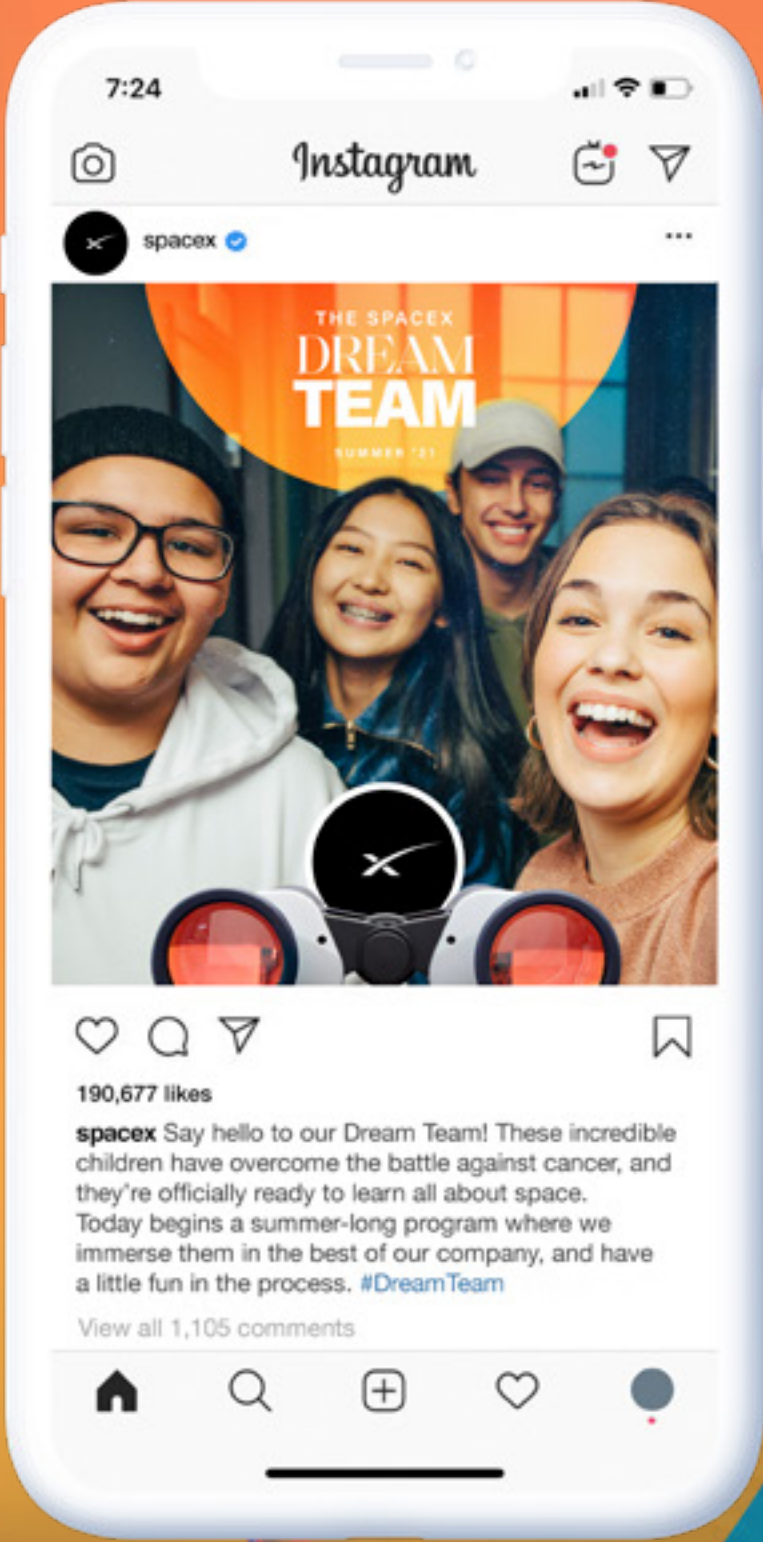 7:24
Instagram
spacex
THE SPACEX
DREAM
TEAM
SUMMER '21
190,677 likes
spacex Say hello to our Dream Team! These incredible
children have overcome the battle against cancer, and
they're officially ready to learn all about space.
Today begins a summer-long program where we
immerse them in the best of our company, and have
a little fun in the process. #DreamTeam
View all 1,105 comments